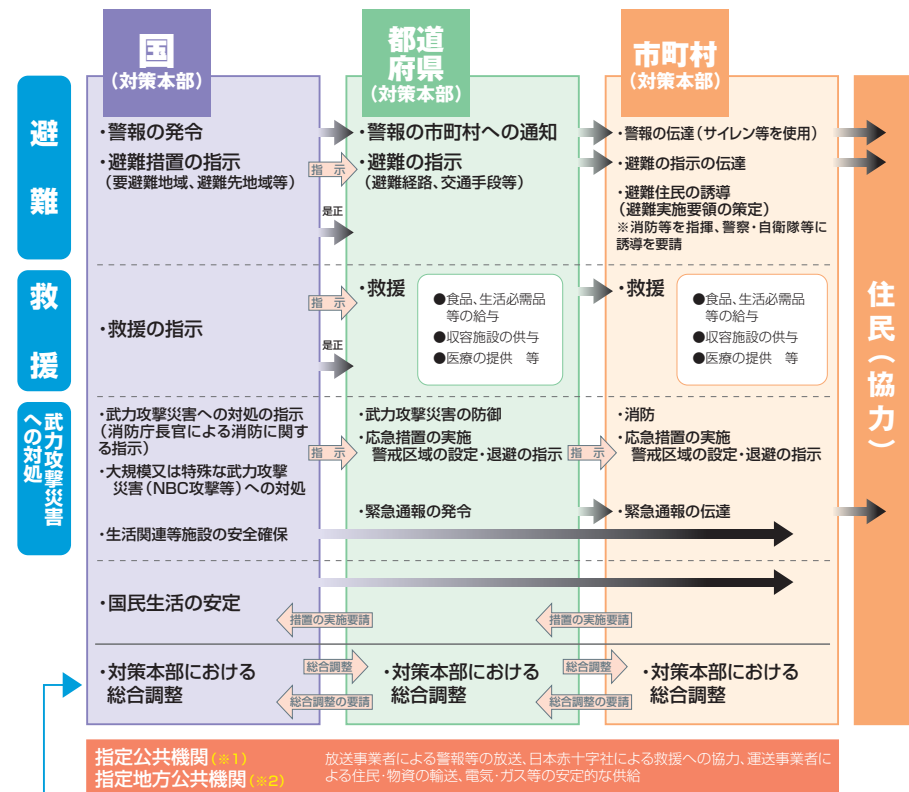 国
(対策本部)
都道
府県
(対策本部)
市町村
(対策本部)
避難
・警報の発令
・避難措置の指示
(要避難地域、避難先地域等)
指 示
是正
・警報の市町村への通知
・避難の指示
(避難経路、交通手段等)
・警報の伝達(サイレン等を使用)
・避難の指示の伝達
・避難住民の誘導
(避難実施要領の策定)
※消防等を指揮、警察・自衛隊等に
誘導を要請
救援
・救援の指示
指 示
是正
・救援
●食品、生活必需品
等の給与
●収容施設の供与
●医療の提供 等
・救援
●食品、生活必需品
等の給与
●収容施設の供与
●医療の提供 等
武力攻撃災害
への対処
・武力攻撃災害への対処の指示
(消防庁長官による消防に関す
る指示)
・大規模又は特殊な武力攻撃
災害(NBC攻撃等)への対処
・生活関連等施設の安全確保
指 示
・武力攻撃災害の防御
・応急措置の実施
警戒区域の設定・退避の指示
・緊急通報の発令
指 示
・消防
・応急措置の実施
警戒区域の設定・退避の指示
・緊急通報の伝達
・国民生活の安定
措置の実施要請
措置の実施要請
・対策本部における
総合調整
総合調整
総合調整の要請
・対策本部における
総合調整
総合調整
総合調整の要請
・対策本部における
総合調整
住民(協力)
指定公共機関(※1)
指定地方公共機関(※2)
放送事業者による警報等の放送、日本赤十字社による救援への協力、運送事業者に
よる住民・物資の輸送、電気・ガス等の安定的な供給